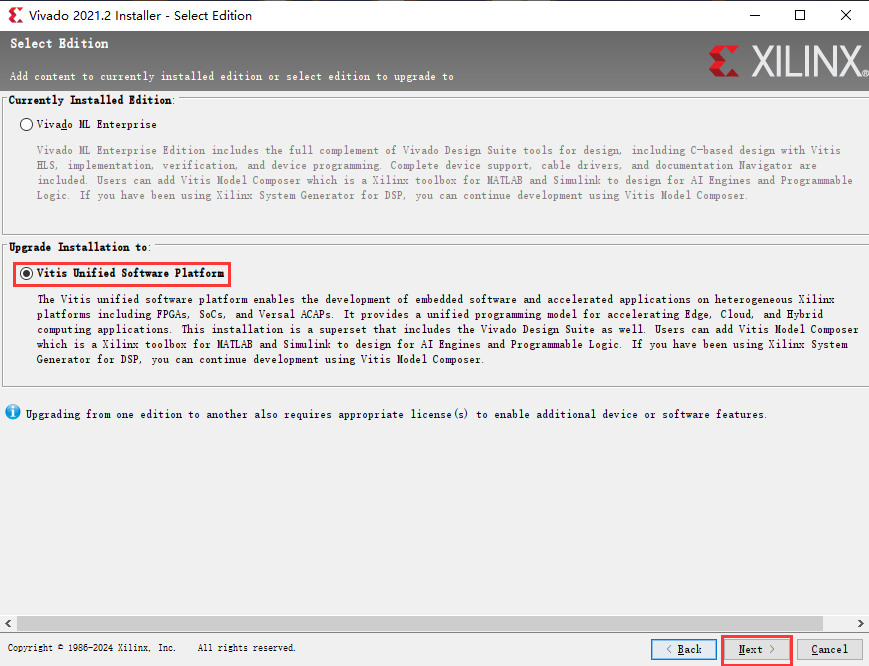 Vivado 2021.2 Installer - Select Edition
Select Edition
Add content to currently installed edition or select edition to upgrade to
XILINX®
Currently Installed Edition:
Vivado ML Enterprise
Vivado ML Enterprise Edition includes the full complement of Vivado Design Suite tools for design, including C-based design with Vitis
HLS, implementation, verification, and device programming. Complete device support, cable drivers, and documentation Navigator are
included. Users can add Vitis Model Composer which is a Xilinx toolbox for MATLAB and Simulink to design for AI Engines and Programmable
Logic. If you have been using Xilinx System Generator for DSP, you can continue development using Vitis Model Composer.
Upgrade Installation to:
Vitis Unified Software Platform
The Vitis unified software platform enables the development of embedded software and accelerated applications on heterogeneous Xilinx
platforms including FPGAs, SoCs, and Versal ACAPs. It provides a unified programming model for accelerating Edge, Cloud, and Hybrid
computing applications. This installation is a superset that includes the Vivado Design Suite as well. Users can add Vitis Model Composer
which is a Xilinx toolbox for MATLAB and Simulink to design for AI Engines and Programmable Logic. If you have been using Xilinx System
Generator for DSP, you can continue development using Vitis Model Composer.
Upgrading from one edition to another also requires appropriate license(s) to enable additional device or software features.
Copyright © 1986-2024 Xilinx, Inc. All rights reserved.
< Back
Next >
Cancel